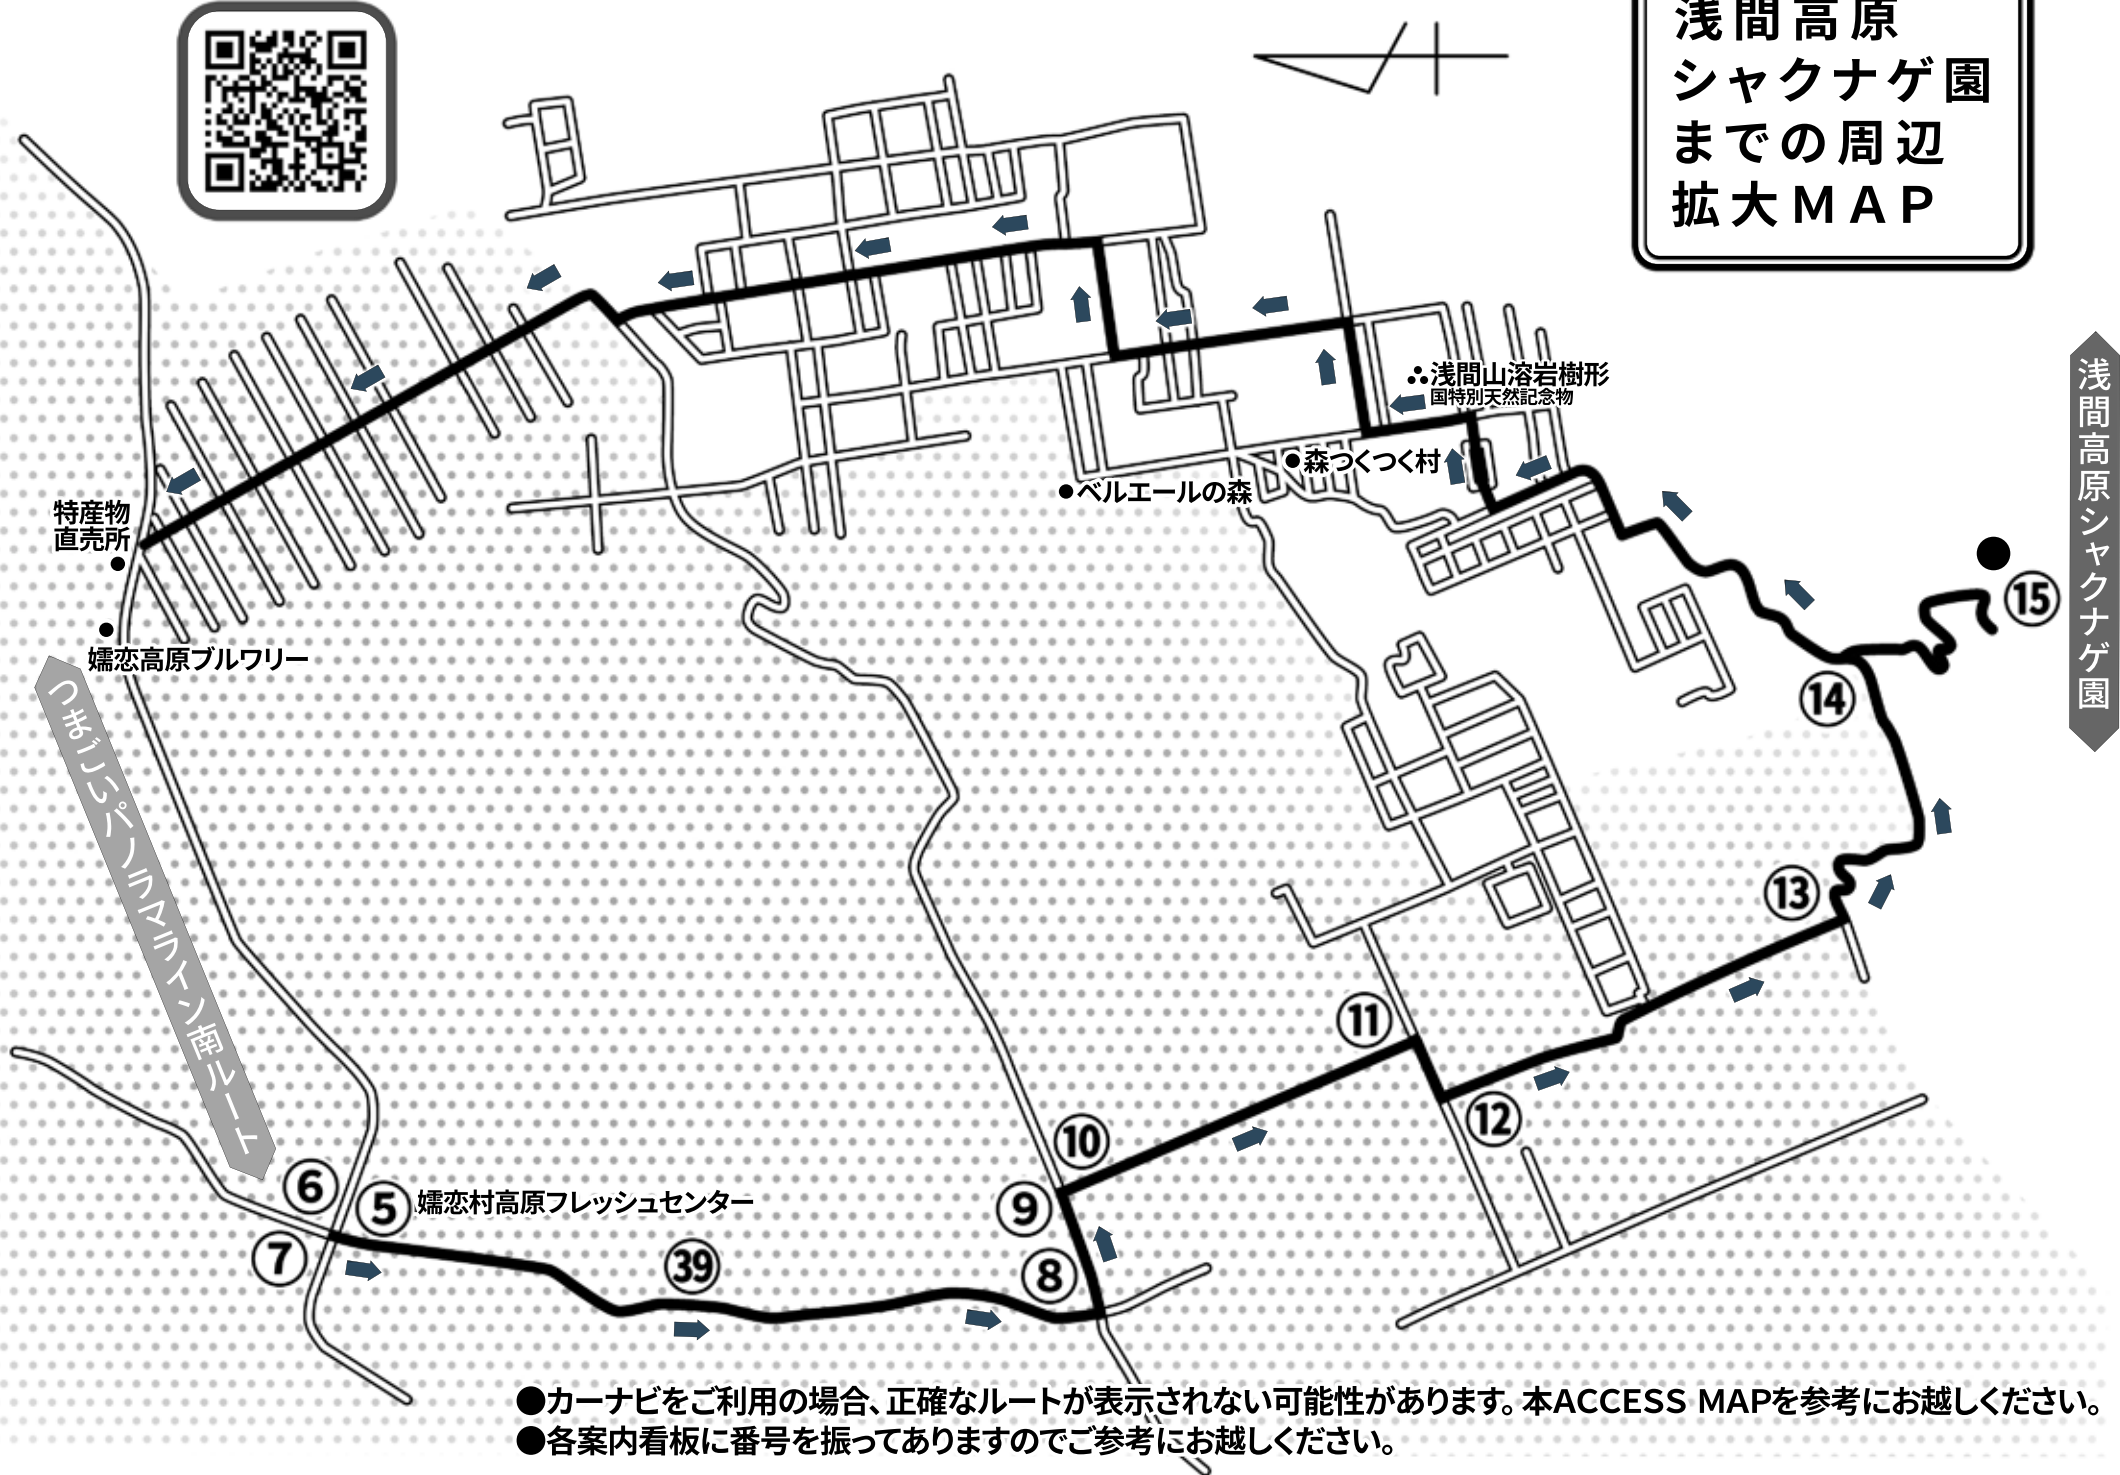 浅間高原
シャクナゲ園
までの周辺
拡大MAP
浅間高原シャクナゲ園
浅間山溶岩樹形
国特別天然記念物
●森つくつく村
●ベルエールの森
特産物
直売所
嬬恋高原ブルワリー
つまごいパノラマライン南ルート
15
14
13
11
12
10
9
8
6
5
嬬恋村高原フレッシュセンター
7
39
●カーナビをご利用の場合、正確なルートが表示されない可能性があります。本ACCESS MAPを参考にお越しください。
●各案内看板に番号を振ってありますのでご参考にお越しください。